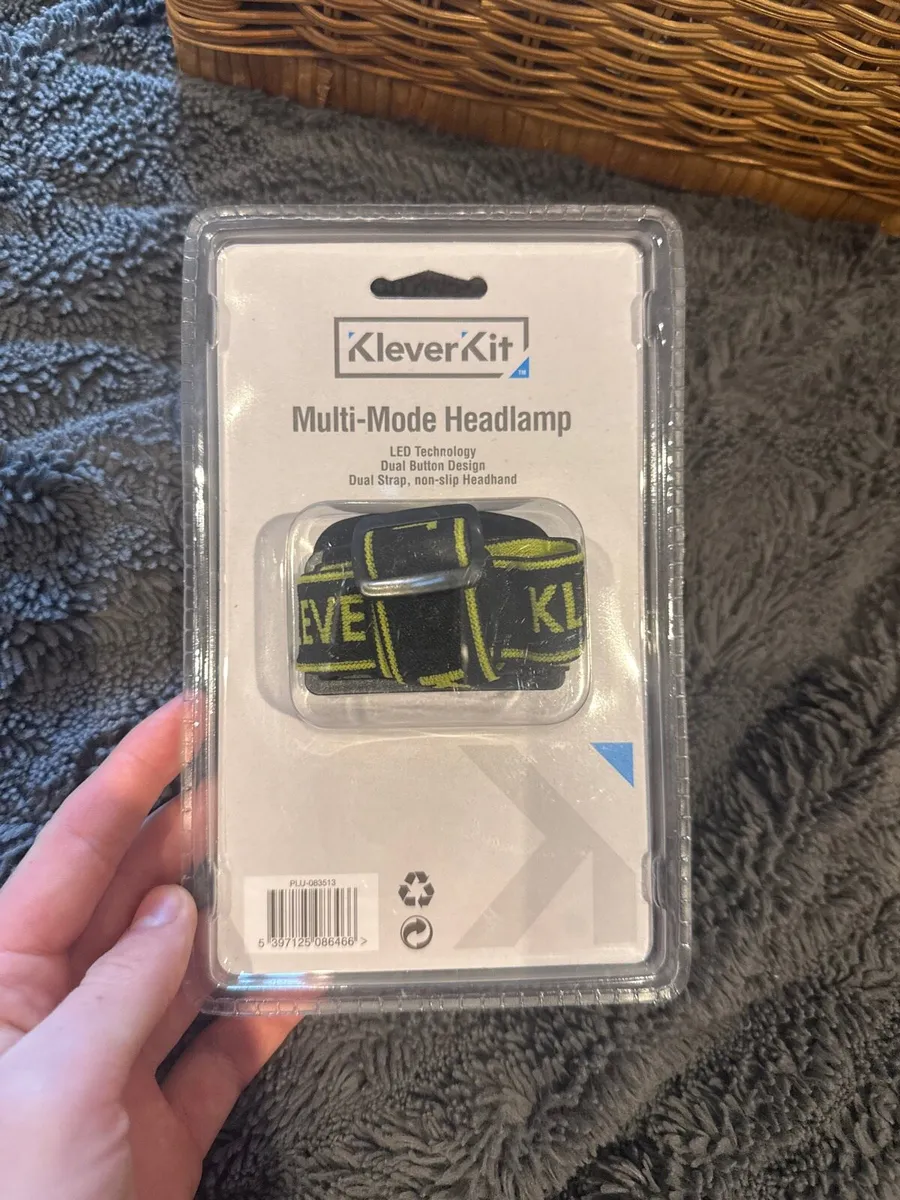 KleverKit
TM
Multi-Mode Headlamp
LED Technology
Dual Button Design
Dual Strap, non-slip Headhand
EVE KL
PLU-083513
5 397125 086466 >